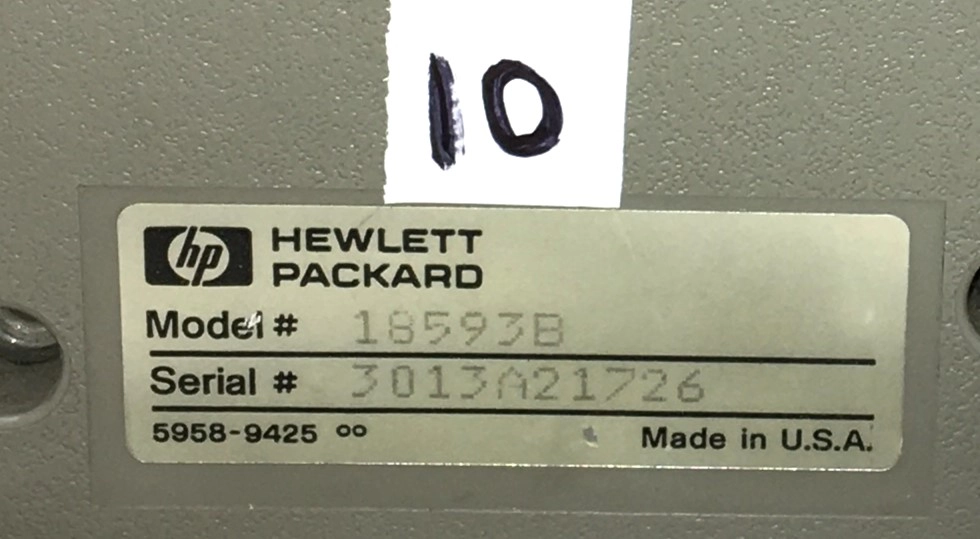 10
hp HEWLETT
PACKARD
Model # 18593B
Serial # 3013A21726
5958-9425 oo Made in U.S.A.